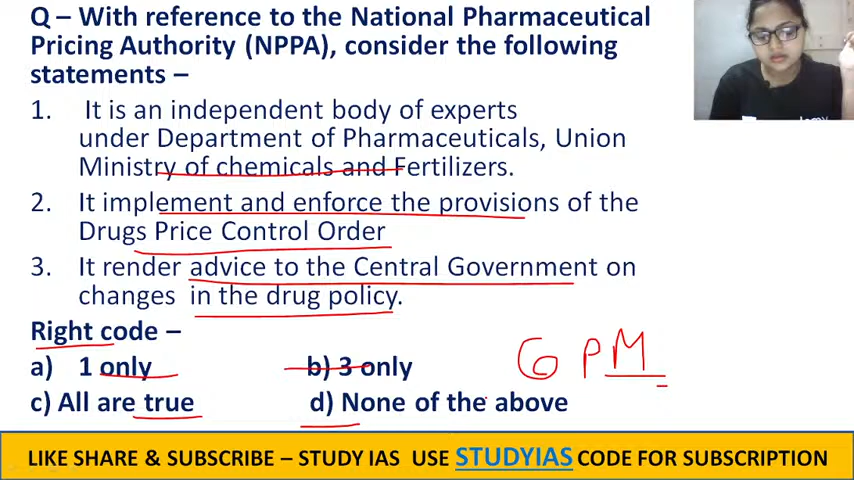 Q – With reference to the National Pharmaceutical
Pricing Authority (NPPA), consider the following
statements –
1. It is an independent body of experts
under Department of Pharmaceuticals, Union
Ministry of chemicals and Fertilizers.
2. It implement and enforce the provisions of the
Drugs Price Control Order
3. It render advice to the Central Government on
changes in the drug policy.
Right code –
a) 1 only b) 3 only
6 PM
c) All are true d) None of the above
LIKE SHARE & SUBSCRIBE – STUDY IAS USE STUDYIAS CODE FOR SUBSCRIPTION